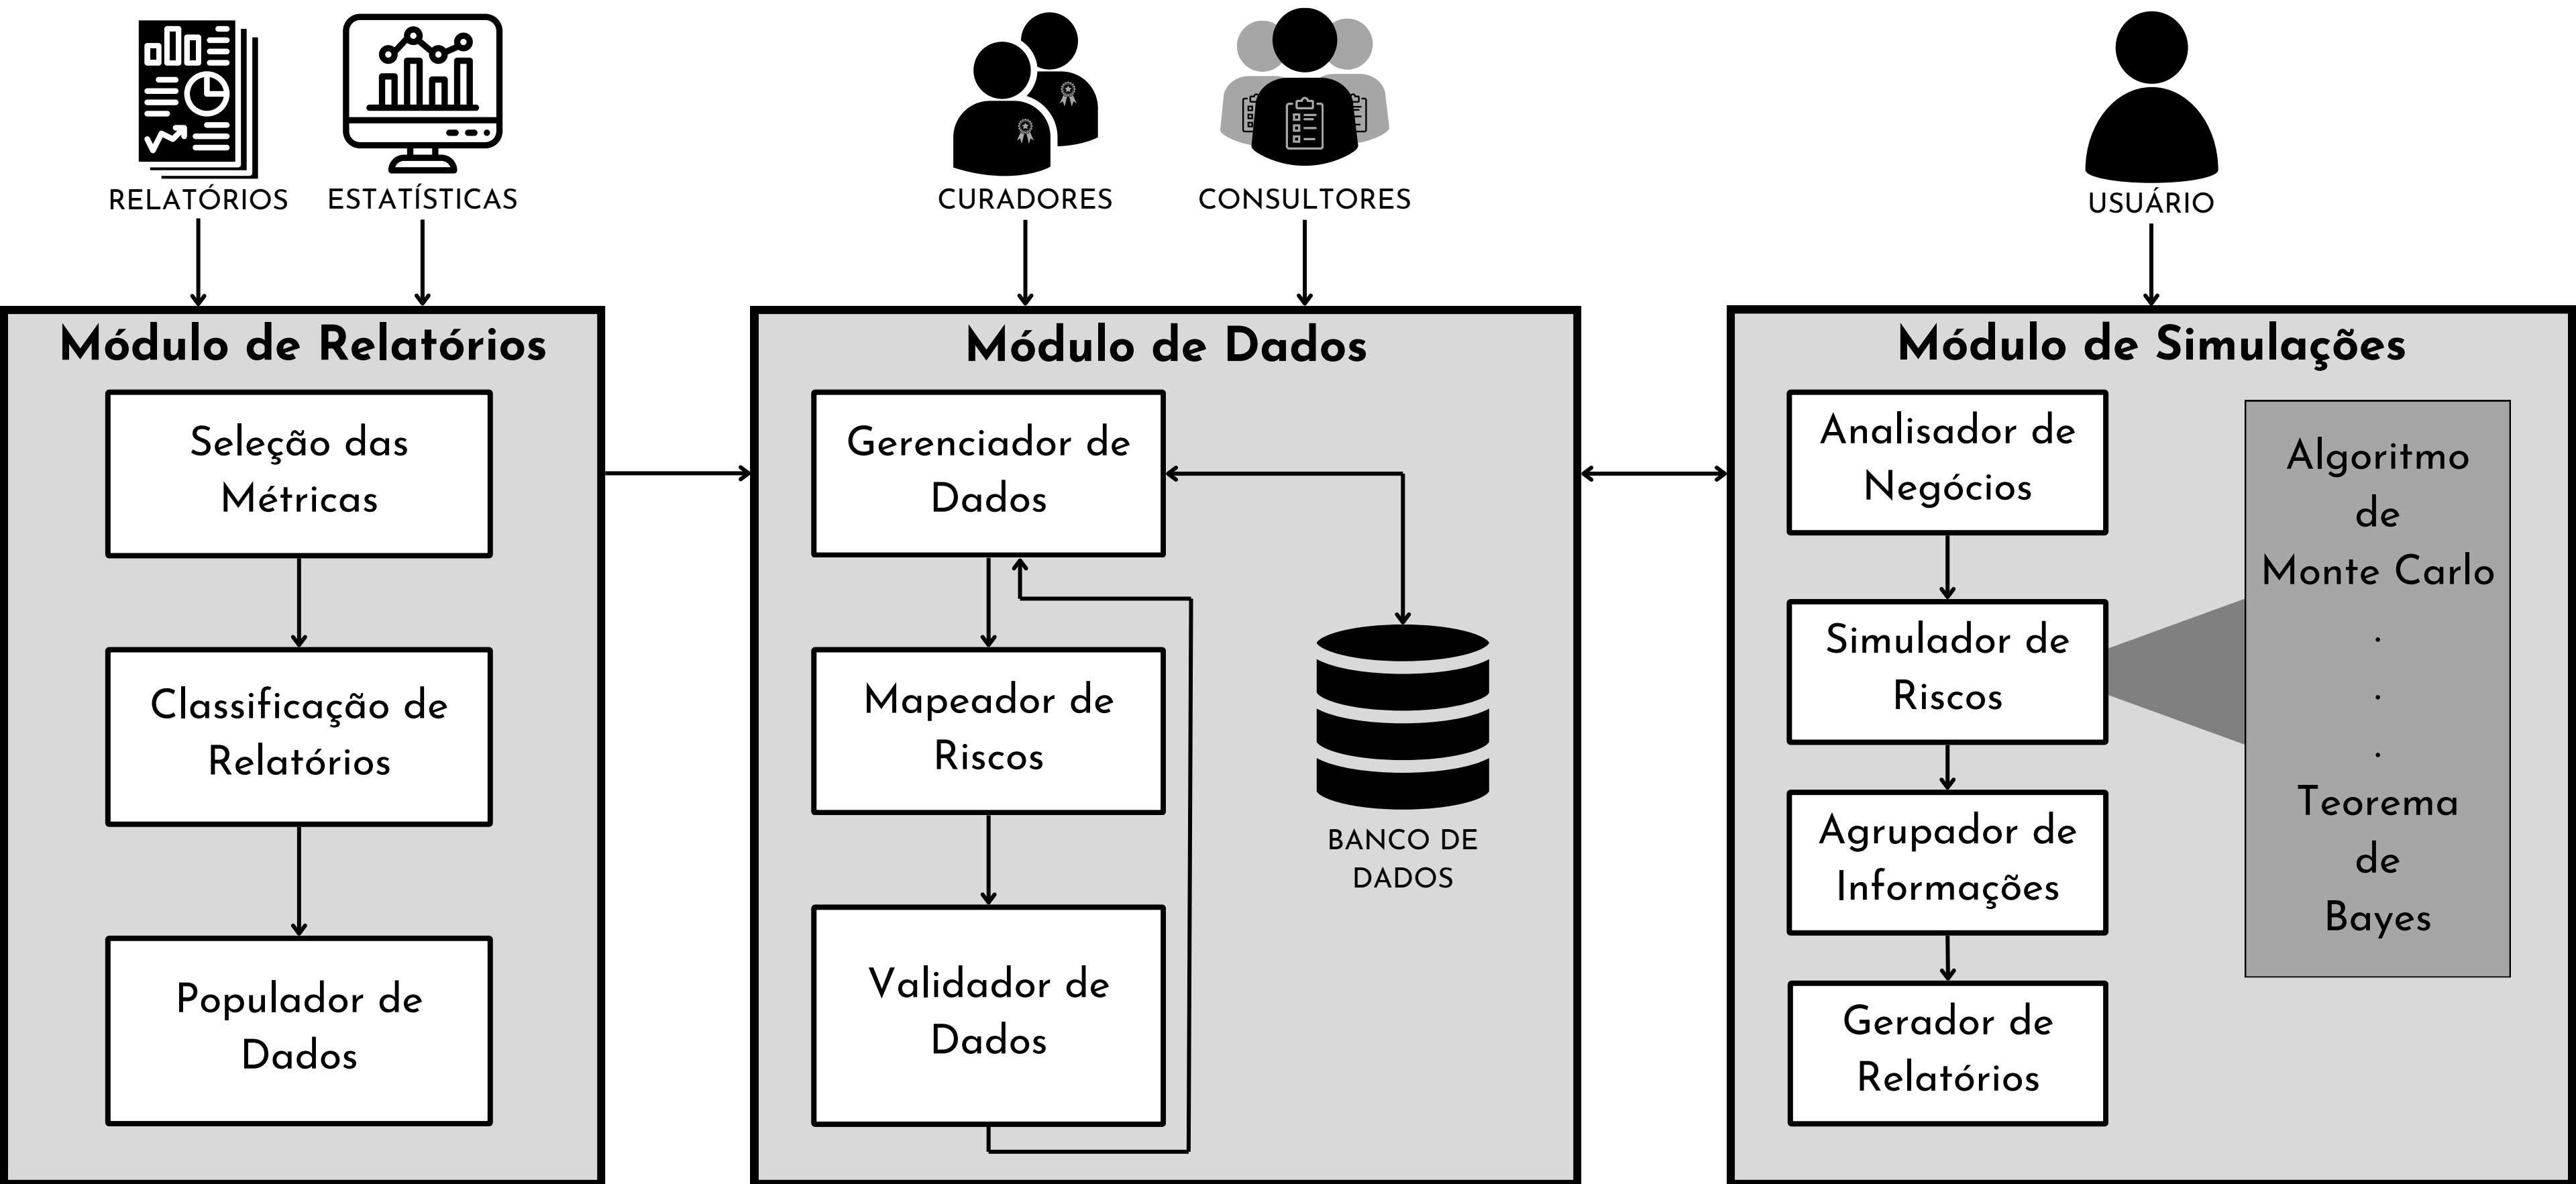 RELATÓRIOS
ESTATÍSTICAS
CURADORES
CONSULTORES
USUÁRIO
Módulo de Relatórios
Seleção das
Métricas
Classificação de
Relatórios
Populador de
Dados
Módulo de Dados
Gerenciador de
Dados
Mapeador de
Riscos
Validador de
Dados
BANCO DE
DADOS
Módulo de Simulações
Analisador de
Negócios
Simulador de
Riscos
Agrupador de
Informações
Gerador de
Relatórios
Algoritmo
de
Monte Carlo
.
.
.
Teorema
de
Bayes